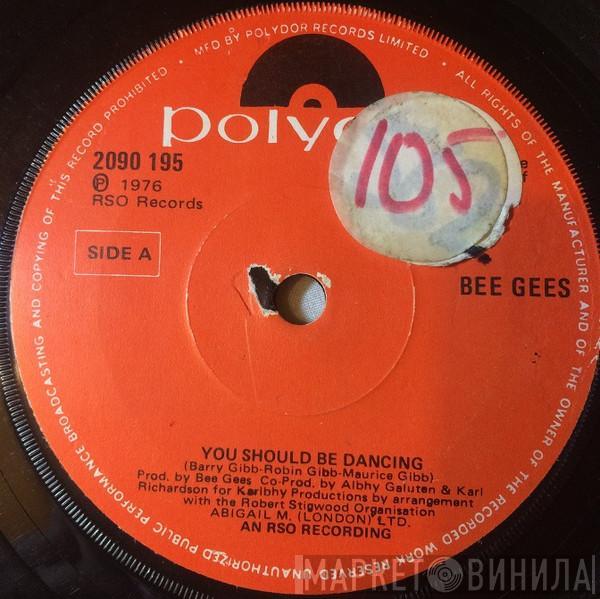 UNAUTHORIZED PUBLIC PERFORMANCE BROADCASTING AND COPYING OF THIS RECORD PROHIBITED • MFD BY POLYDOR RECORDS LIMITED • ALL RIGHTS OF THE MANUFACTURER AND OF THE OWNER OF THE RECORDED WORK RESERVED
polyd
105
2090 195
Ⓟ 1976
RSO Records
SIDE A
BEE GEES
YOU SHOULD BE DANCING
(Barry Gibb-Robin Gibb-Maurice Gibb)
Prod. by Bee Gees Co-Prod. by Albhy Galuten & Karl
Richardson for Karlbhy Productions by arrangement
with the Robert Stigwood Organisation
ABIGAIL M. (LONDON) LTD.
AN RSO RECORDING
МАРКЕТ ВИНИЛА